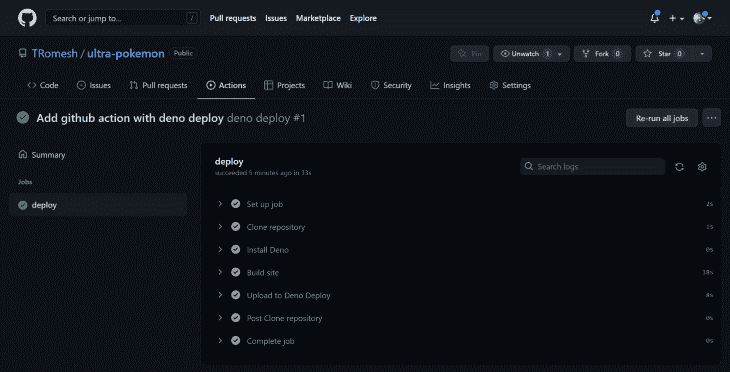 Search or jump to... / Pull requests Issues Marketplace Explore
TRomesh / ultra-pokemon Public Pin Unwatch 1 Fork 0 Star 0
Code Issues Pull requests Actions Projects Wiki Security Insights Settings
Add github action with deno deploy deno deploy #1 Re-run all jobs ...
Summary
Jobs
deploy
deploy
succeeded 5 minutes ago in 33s
Search logs
Set up job 2s
Clone repository 1s
Install Deno 0s
Build site 18s
Upload to Deno Deploy 8s
Post Clone repository 0s
Complete job 0s